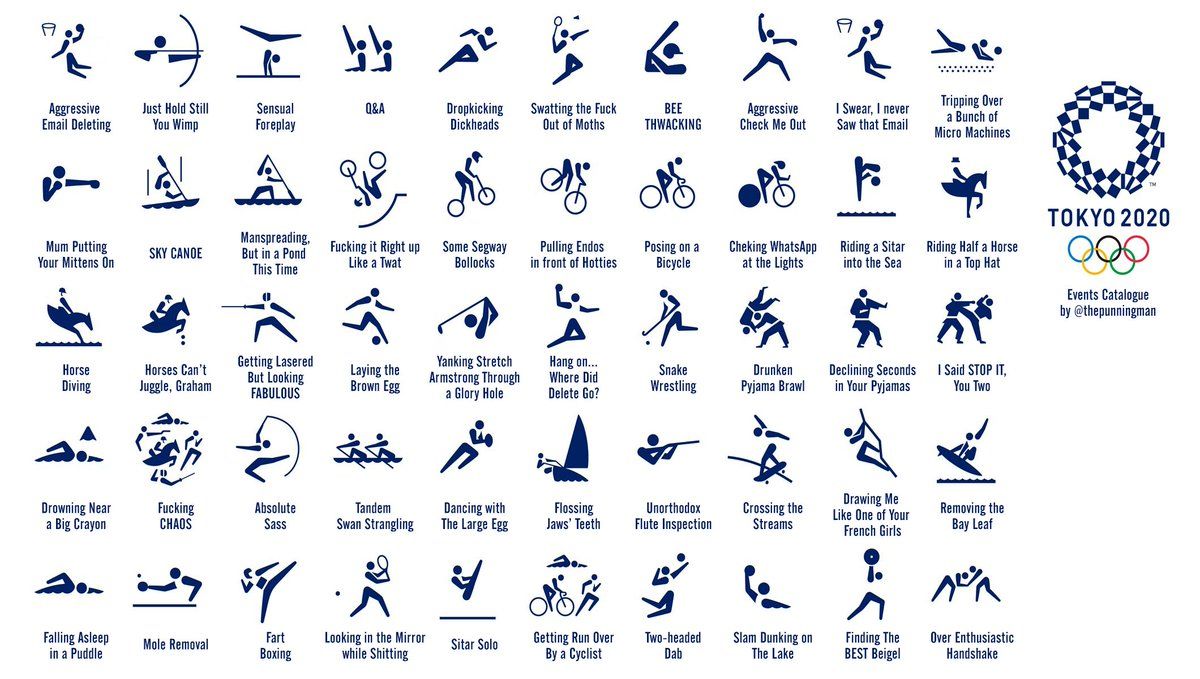 Aggressive
Email Deleting
Just Hold Still
You Wimp
Sensual
Foreplay
Q&A
Dropkicking
Dickheads
Swatting the Fuck
Out of Moths
BEE
THWACKING
Aggressive
Check Me Out
I Swear, I never
Saw that Email
Tripping Over
a Bunch of
Micro Machines
Mum Putting
Your Mittens On
SKY CANOE
Manspreading,
But in a Pond
This Time
Fucking it Right up
Like a Twat
Some Segway
Bollocks
Pulling Endos
in front of Hotties
Posing on a
Bicycle
Cheking WhatsApp
at the Lights
Riding a Sitar
into the Sea
Riding Half a Horse
in a Top Hat
Horse
Diving
Horses Can't
Juggle, Graham
Getting Lasered
But Looking
FABULOUS
Laying the
Brown Egg
Yanking Stretch
Armstrong Through
a Glory Hole
Hang on...
Where Did
Delete Go?
Snake
Wrestling
Drunken
Pyjama Brawl
Declining Seconds
in Your Pyjamas
I Said STOP IT,
You Two
Drowning Near
a Big Crayon
Fucking
CHAOS
Absolute
Sass
Tandem
Swan Strangling
Dancing with
The Large Egg
Flossing
Jaws' Teeth
Unorthodox
Flute Inspection
Crossing the
Streams
Drawing Me
Like One of Your
French Girls
Removing the
Bay Leaf
Falling Asleep
in a Puddle
Mole Removal
Fart
Boxing
Looking in the Mirror
while Shitting
Sitar Solo
Getting Run Over
By a Cyclist
Two-headed
Dab
Slam Dunking on
The Lake
Finding The
BEST Beigel
Over Enthusiastic
Handshake
TM
TOKYO 2020
Events Catalogue
by @thepunningman